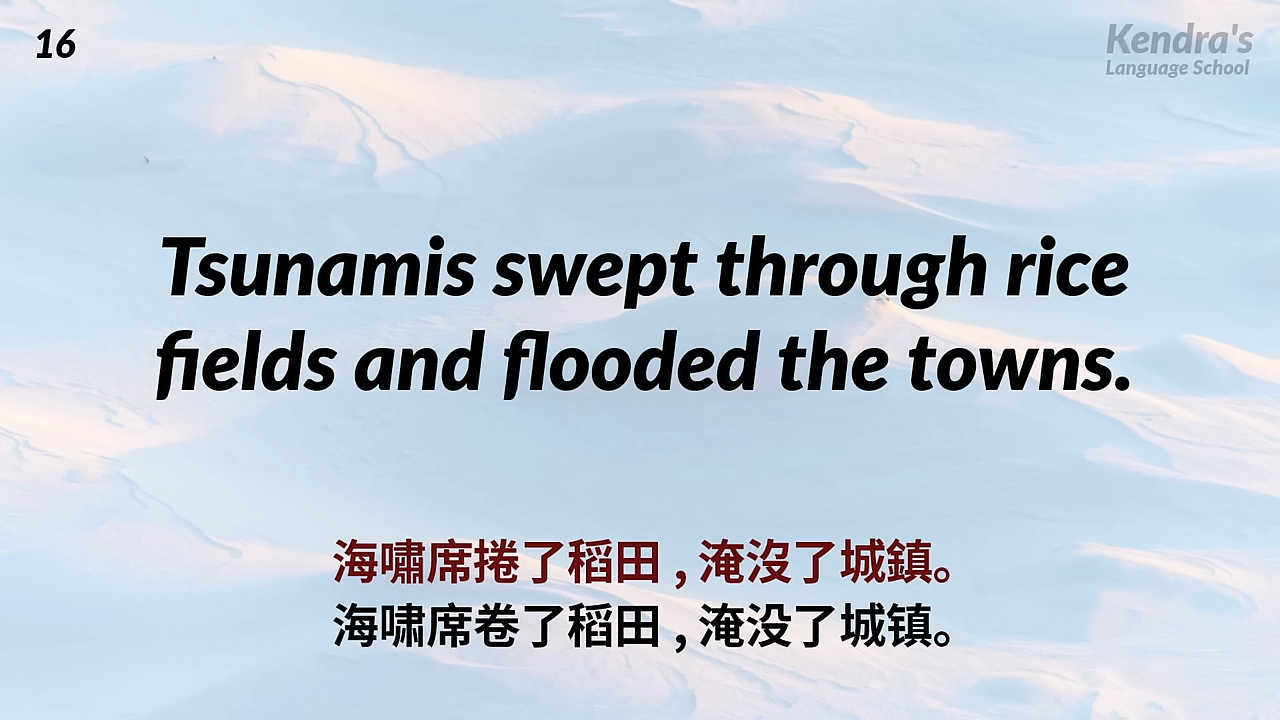 16
Kendra's
Language School
Tsunamis swept through rice
fields and flooded the towns.
海嘯席捲了稻田 , 淹沒了城鎮。
海啸席卷了稻田 , 淹没了城镇。